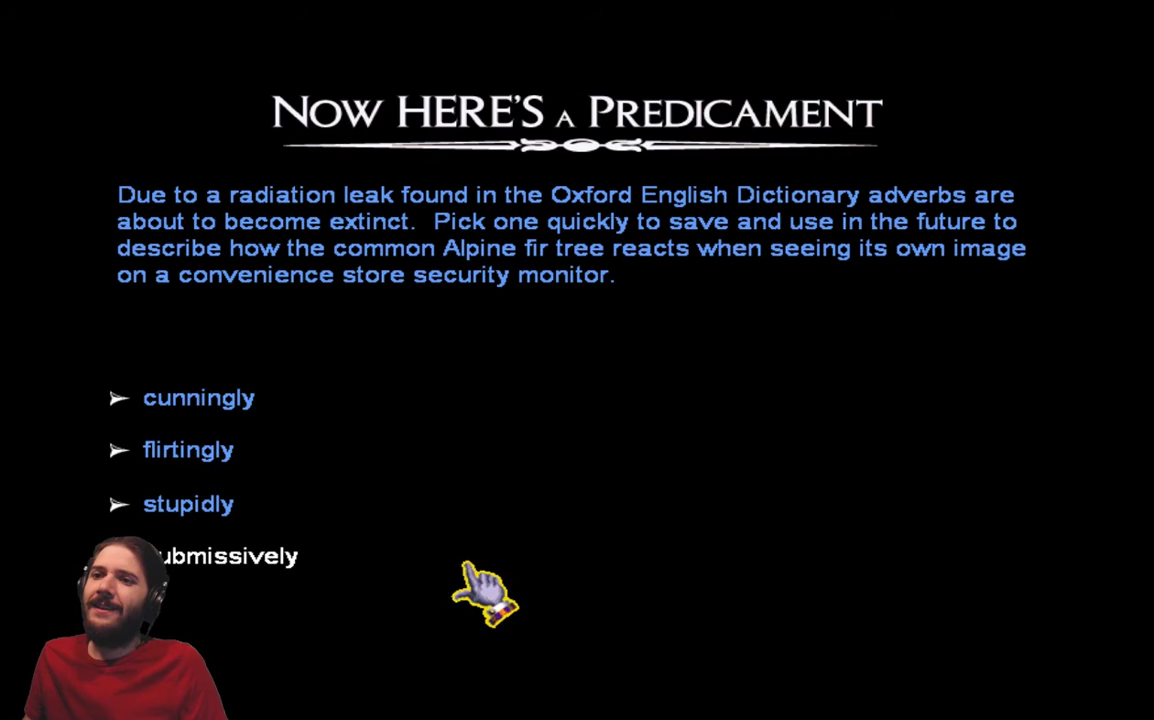 NOW HERE'S A PREDICAMENT
Due to a radiation leak found in the Oxford English Dictionary adverbs are
about to become extinct.  Pick one quickly to save and use in the future to
describe how the common Alpine fir tree reacts when seeing its own image
on a convenience store security monitor.
cunningly
flirtingly
stupidly
ubmissively